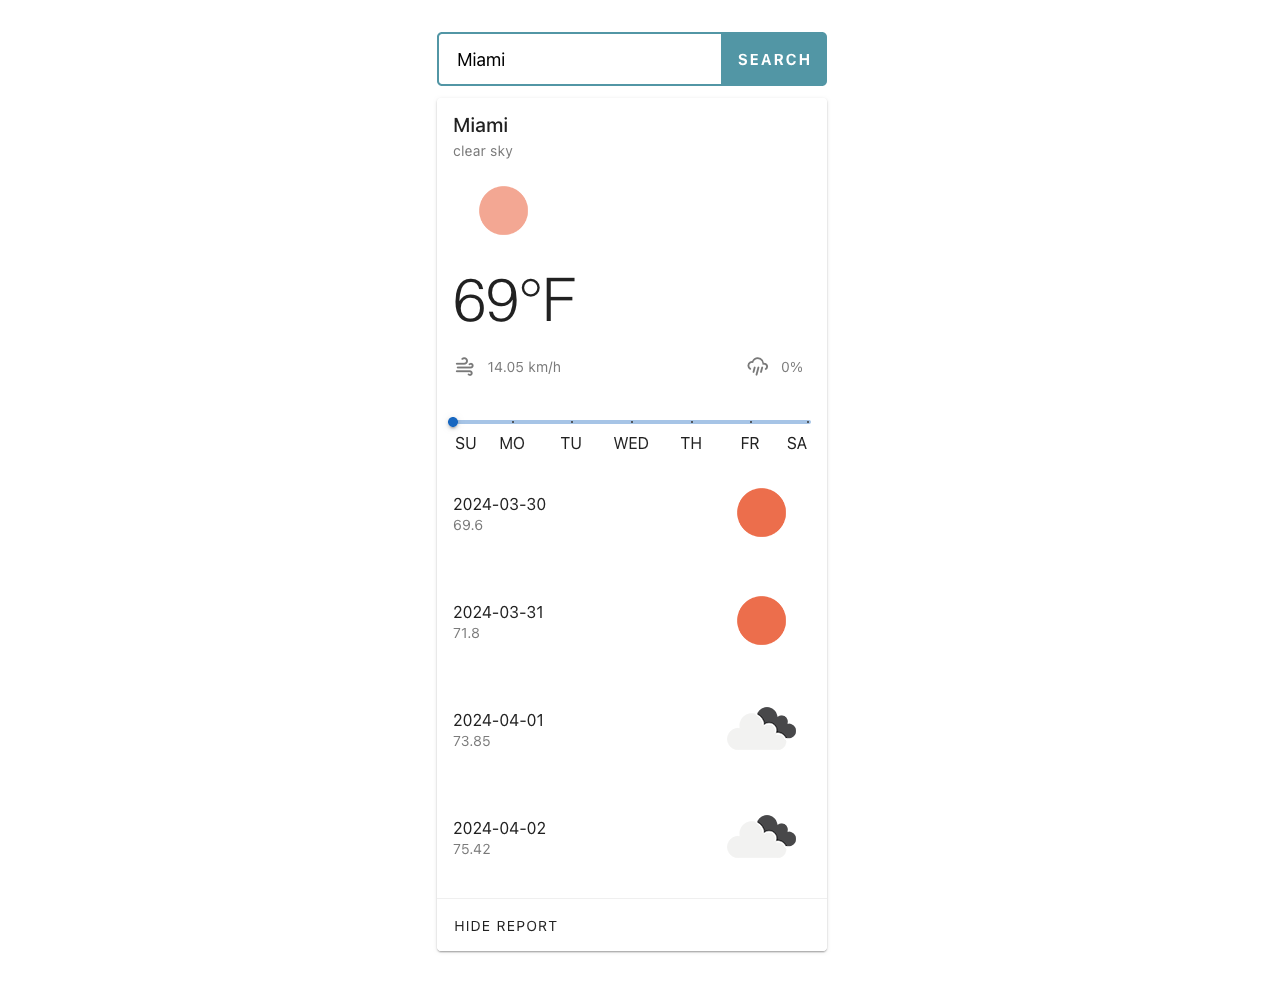 Miami SEARCH
Miami
clear sky
69°F
14.05 km/h 0%
SU MO TU WED TH FR SA
2024-03-30
69.6
2024-03-31
71.8
2024-04-01
73.85
2024-04-02
75.42
HIDE REPORT